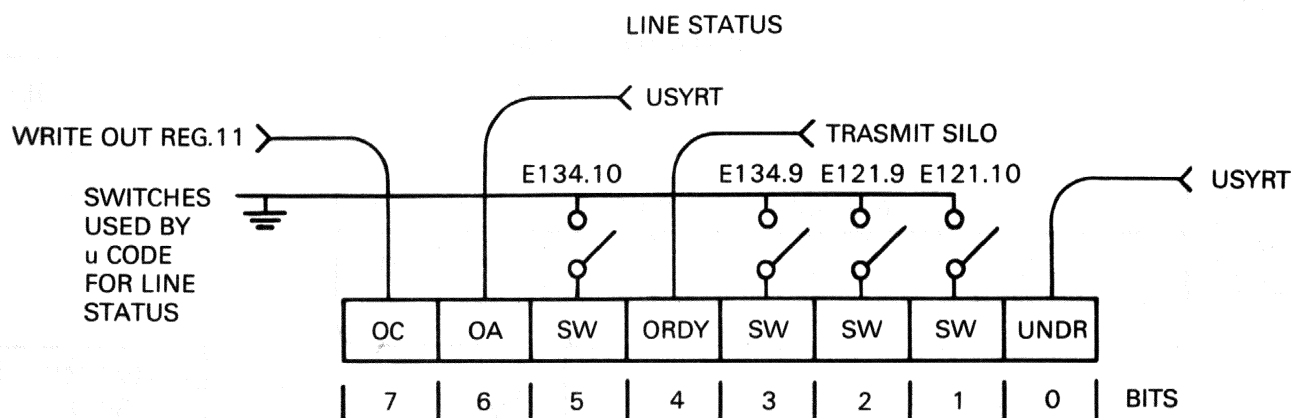 LINE STATUS
USYRT
WRITE OUT REG.11
TRASMIT SILO
E134.10
E134.9
E121.9
E121.10
USYRT
SWITCHES
USED BY
u CODE
FOR LINE
STATUS
OC
OA
SW
ORDY
SW
SW
SW
UNDR
7
6
5
4
3
2
1
0
BITS